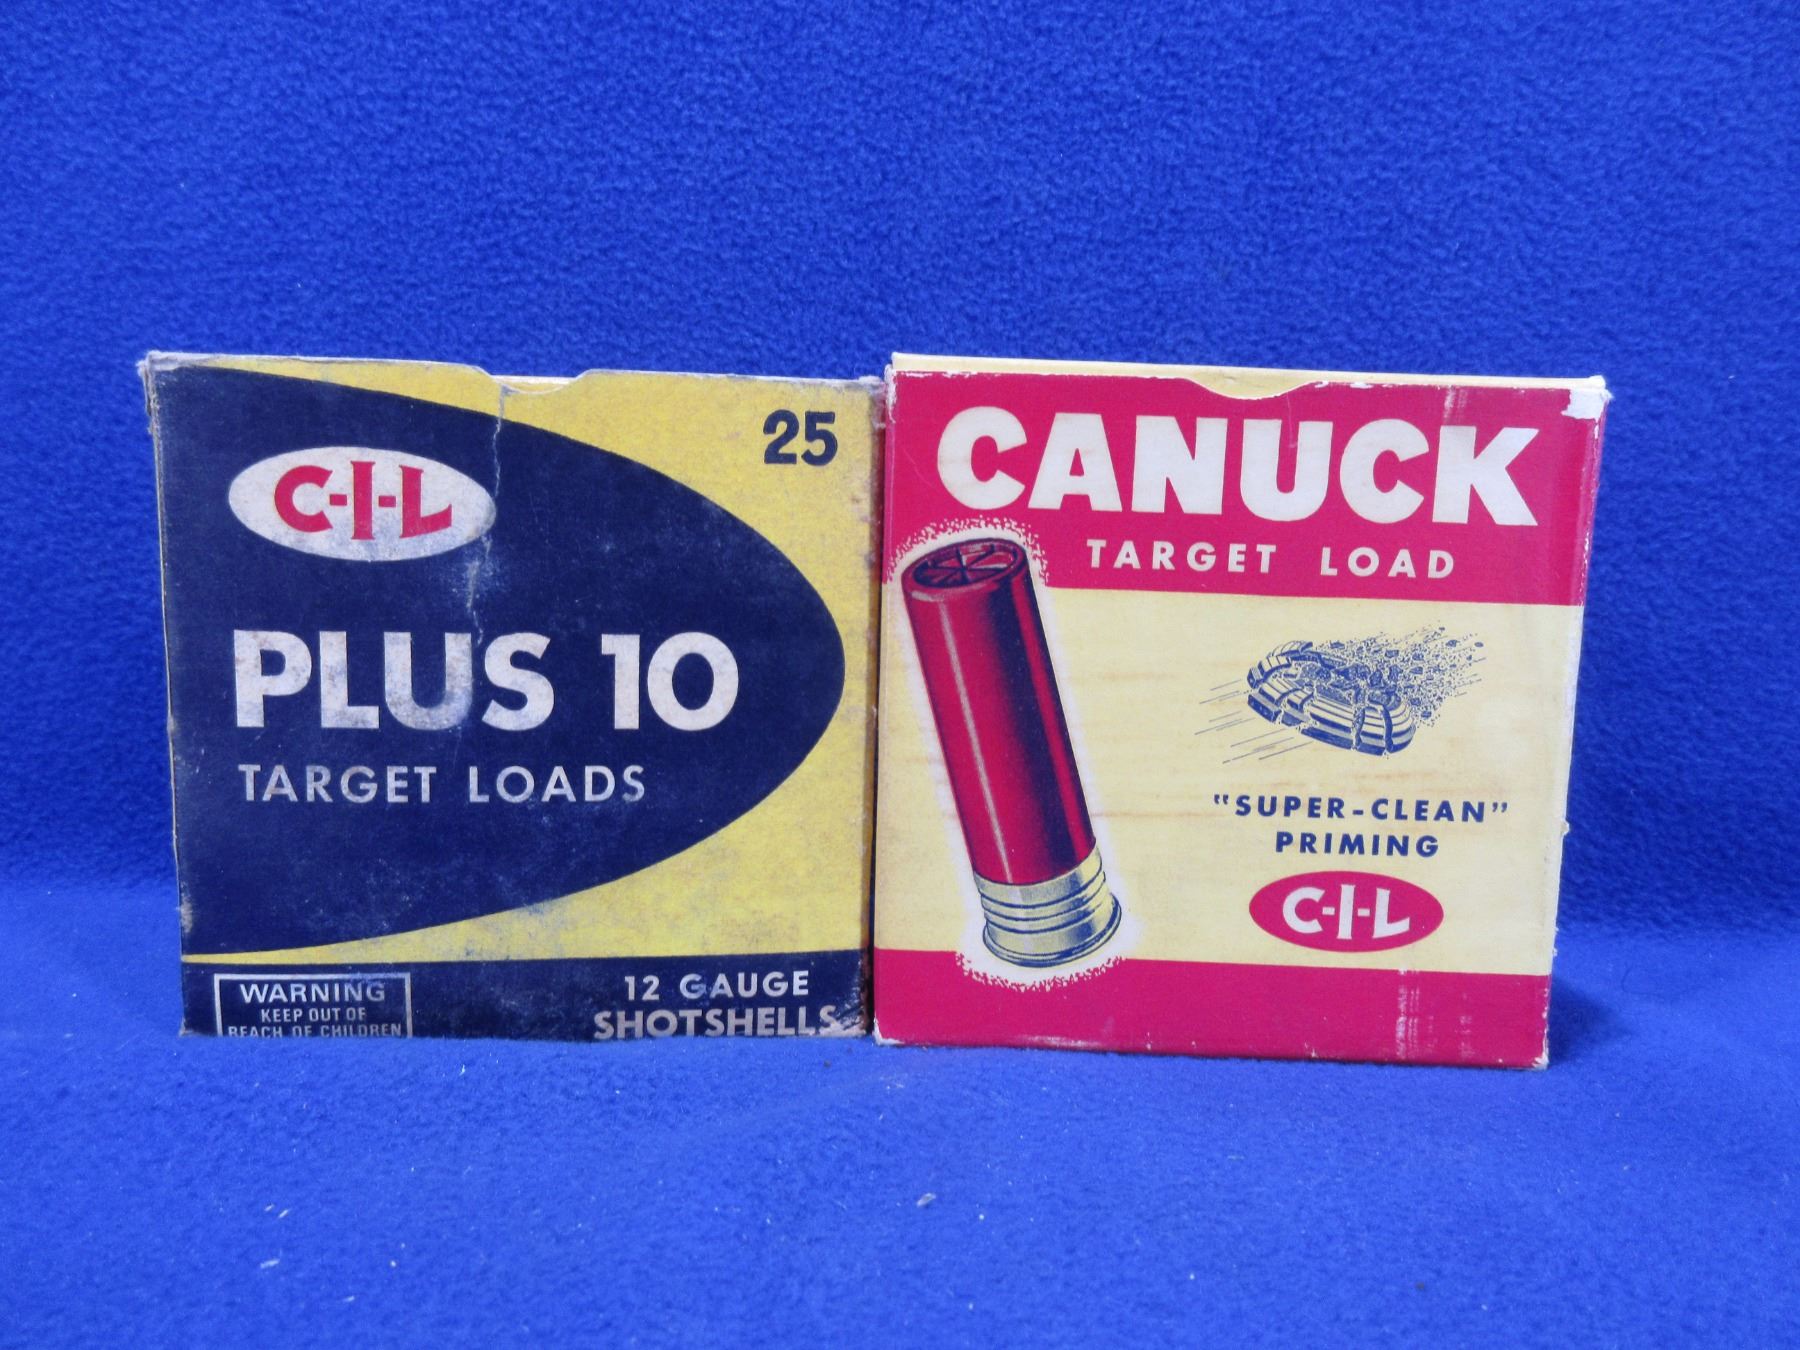 25
C-I-L
PLUS 10
TARGET LOADS
WARNING
KEEP OUT OF
REACH OF CHILDREN
12 GAUGE
SHOTSHELLS
CANUCK
TARGET LOAD
"SUPER-CLEAN"
PRIMING
C-I-L